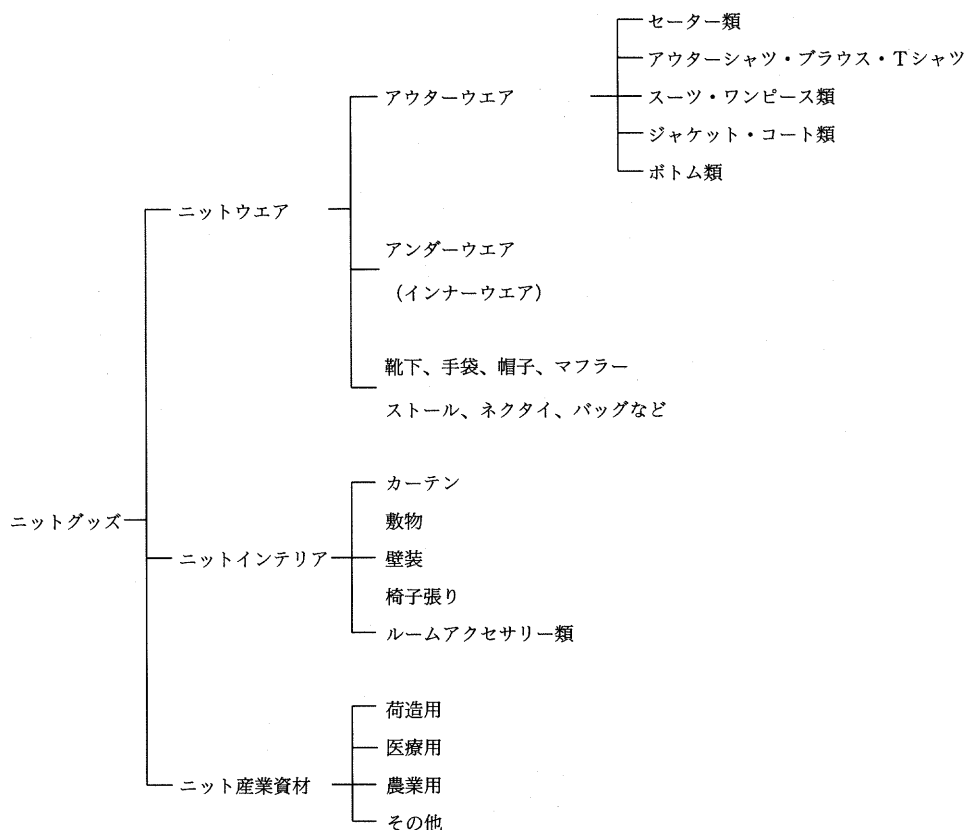 セーター類
アウターシャツ・ブラウス・Tシャツ
アウターウエア
スーツ・ワンピース類
ジャケット・コート類
ボトム類
ニットウエア
アンダーウエア
（インナーウエア）
靴下、手袋、帽子、マフラー
ストール、ネクタイ、バッグなど
カーテン
ニットグッズ
敷物
ニットインテリア
壁装
椅子張り
ルームアクセサリー類
荷造用
医療用
ニット産業資材
農業用
その他